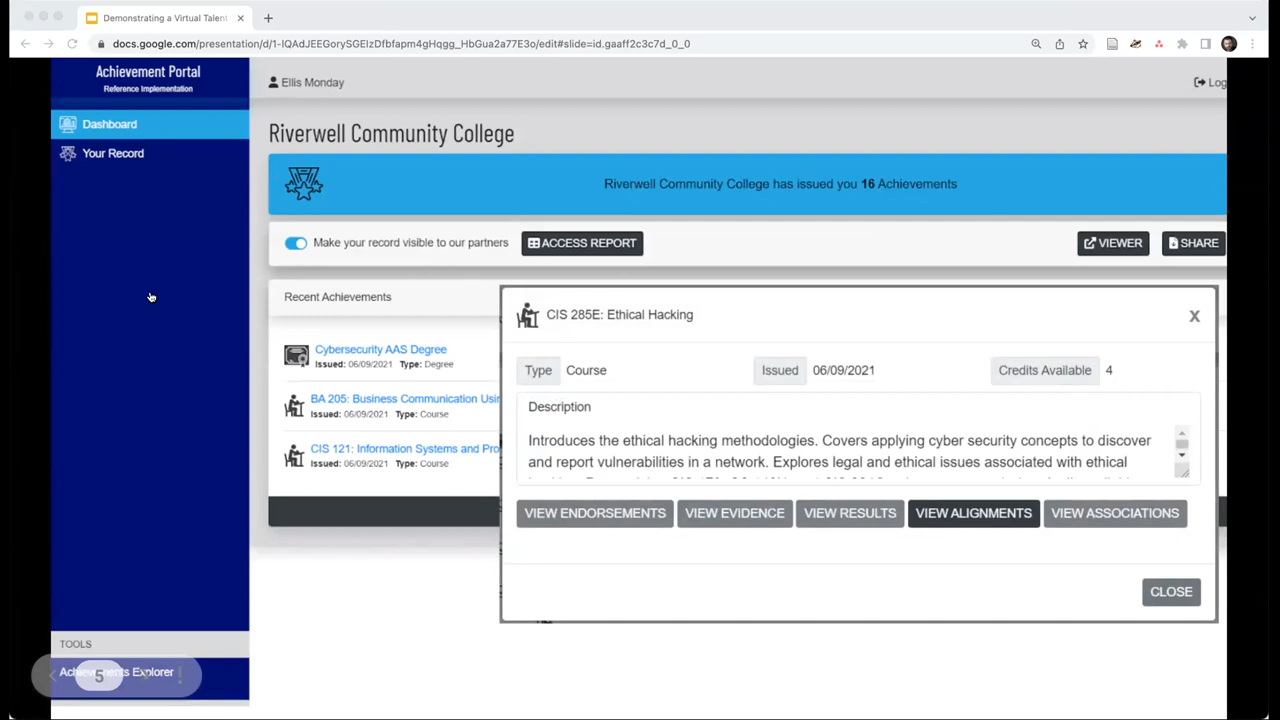 Demonstrating a Virtual Talent
docs.google.com/presentation/d/1-IQAdJEEGorySGEIzDfbfapm4gHqgg_HbGua2a77E3o/edit#slide=id.gaaff2c3c7d_0_0
Achievement Portal
Reference Implementation
Dashboard
Your Record
TOOLS
Achievements Explorer
5
Ellis Monday
Log
Riverwell Community College
Riverwell Community College has issued you 16 Achievements
Make your record visible to our partners
ACCESS REPORT
VIEWER
SHARE
Recent Achievements
Cybersecurity AAS Degree
Issued: 06/09/2021 Type: Degree
BA 205: Business Communication Usin
Issued: 06/09/2021 Type: Course
CIS 121: Information Systems and Pro
Issued: 06/09/2021 Type: Course
CIS 285E: Ethical Hacking
X
Type Course Issued 06/09/2021 Credits Available 4
Description
Introduces the ethical hacking methodologies. Covers applying cyber security concepts to discover
and report vulnerabilities in a network. Explores legal and ethical issues associated with ethical
VIEW ENDORSEMENTS VIEW EVIDENCE VIEW RESULTS VIEW ALIGNMENTS VIEW ASSOCIATIONS
CLOSE